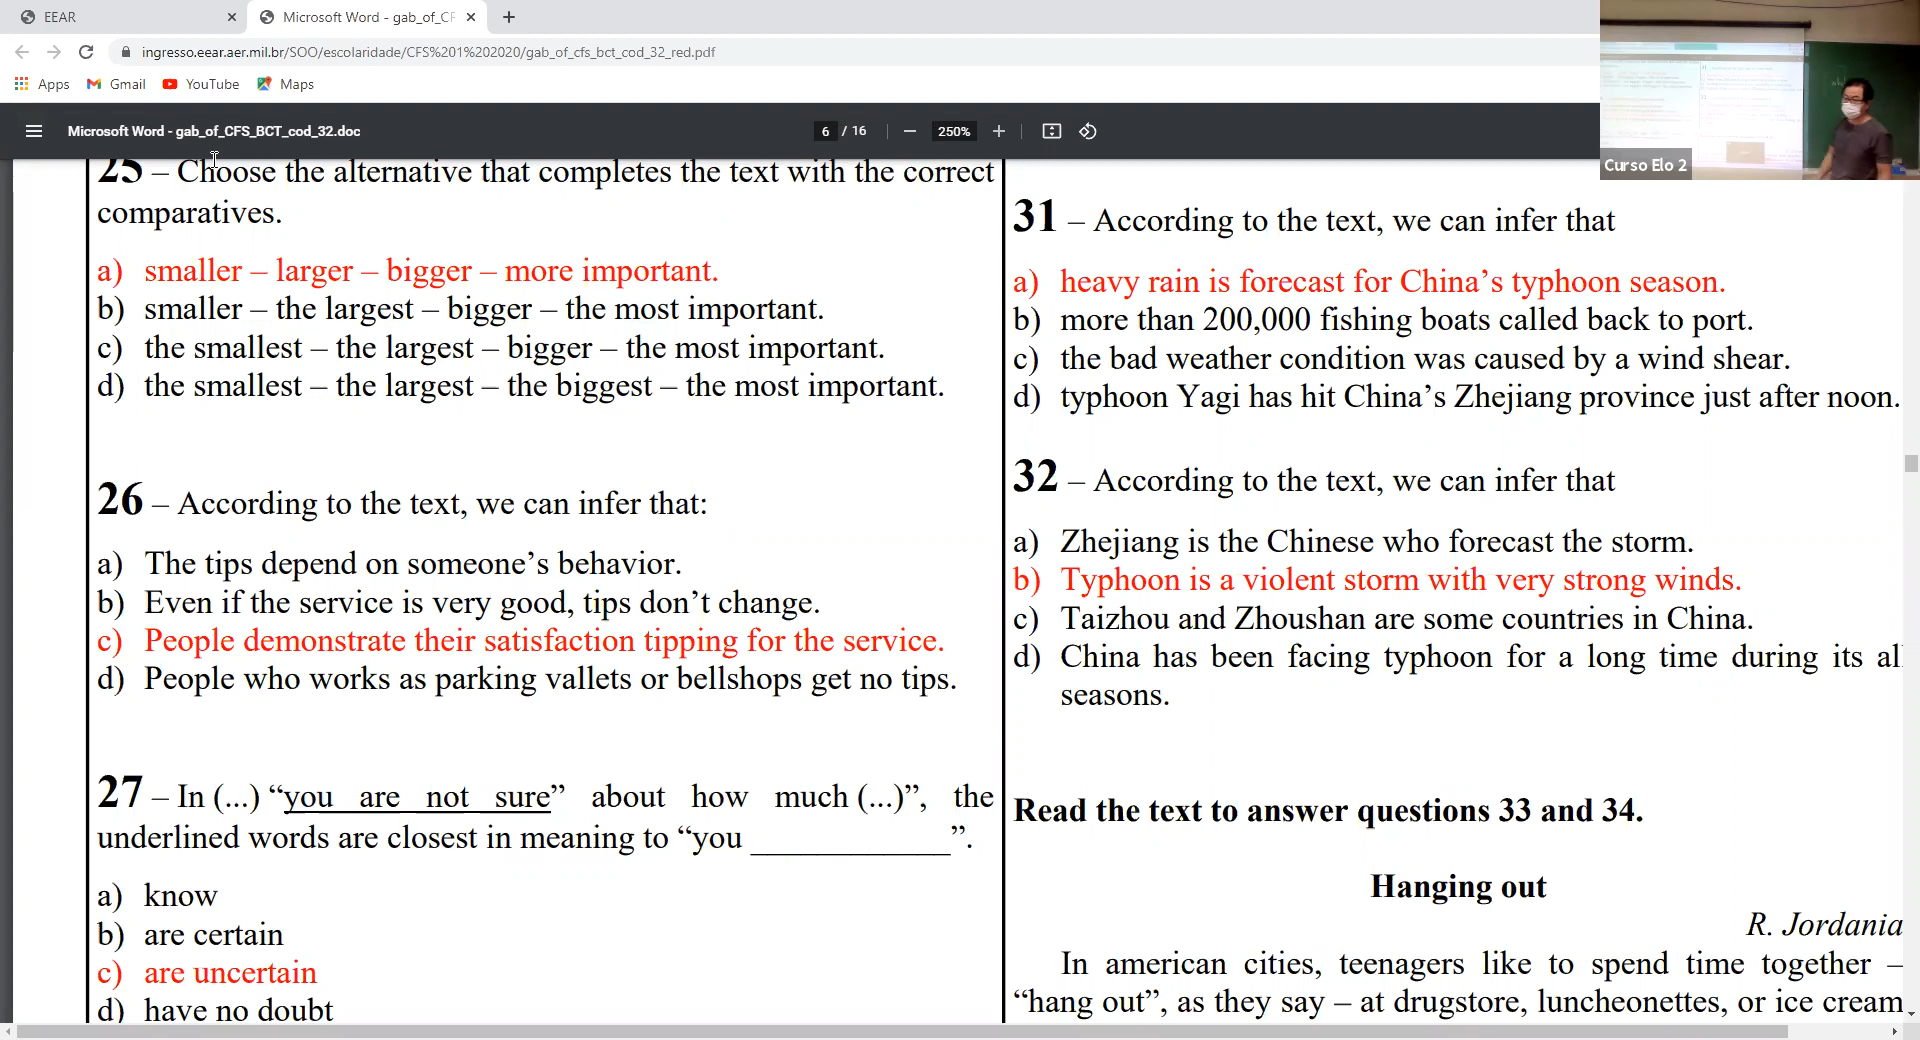 EEAR
Microsoft Word - gab_of_CF
ingresso.eear.aer.mil.br/SOO/escolaridade/CFS%201%202020/gab_of_cfs_bct_cod_32_red.pdf
Apps Gmail YouTube Maps
Microsoft Word - gab_of_CFS_BCT_cod_32.doc
6 / 16
250%
Curso Elo 2
25 – Choose the alternative that completes the text with the correct
comparatives.
a) smaller – larger – bigger – more important.
b) smaller – the largest – bigger – the most important.
c) the smallest – the largest – bigger – the most important.
d) the smallest – the largest – the biggest – the most important.
26 – According to the text, we can infer that:
a) The tips depend on someone’s behavior.
b) Even if the service is very good, tips don’t change.
c) People demonstrate their satisfaction tipping for the service.
d) People who works as parking vallets or bellshops get no tips.
27 – In (...) “you are not sure” about how much (...)”, the
underlined words are closest in meaning to “you ____________”.
a) know
b) are certain
c) are uncertain
d) have no doubt
31 – According to the text, we can infer that
a) heavy rain is forecast for China’s typhoon season.
b) more than 200,000 fishing boats called back to port.
c) the bad weather condition was caused by a wind shear.
d) typhoon Yagi has hit China’s Zhejiang province just after noon.
32 – According to the text, we can infer that
a) Zhejiang is the Chinese who forecast the storm.
b) Typhoon is a violent storm with very strong winds.
c) Taizhou and Zhoushan are some countries in China.
d) China has been facing typhoon for a long time during its al
seasons.
Read the text to answer questions 33 and 34.
Hanging out
R. Jordania
In american cities, teenagers like to spend time together –
“hang out”, as they say – at drugstore, luncheonettes, or ice cream